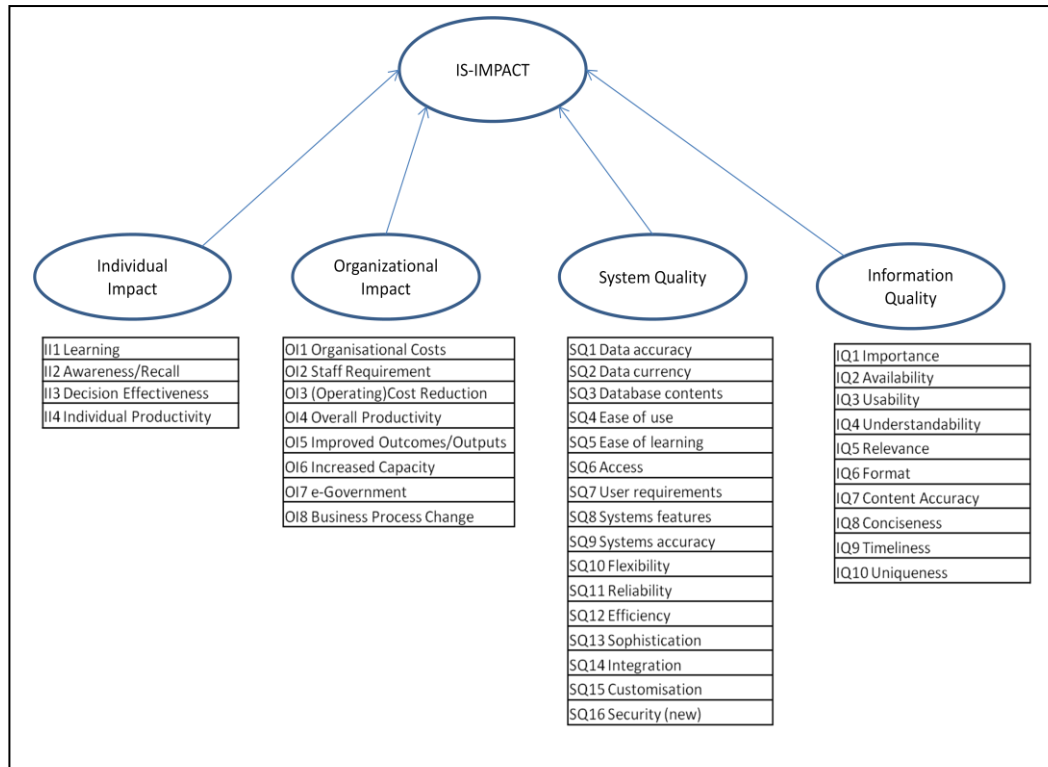 IS-IMPACT
Individual
Impact
Organizational
Impact
System Quality
Information
Quality
II1 Learning
II2 Awareness/Recall
II3 Decision Effectiveness
II4 Individual Productivity
OI1 Organisational Costs
OI2 Staff Requirement
OI3 (Operating)Cost Reduction
OI4 Overall Productivity
OI5 Improved Outcomes/Outputs
OI6 Increased Capacity
OI7 e-Government
OI8 Business Process Change
SQ1 Data accuracy
SQ2 Data currency
SQ3 Database contents
SQ4 Ease of use
SQ5 Ease of learning
SQ6 Access
SQ7 User requirements
SQ8 Systems features
SQ9 Systems accuracy
SQ10 Flexibility
SQ11 Reliability
SQ12 Efficiency
SQ13 Sophistication
SQ14 Integration
SQ15 Customisation
SQ16 Security (new)
IQ1 Importance
IQ2 Availability
IQ3 Usability
IQ4 Understandability
IQ5 Relevance
IQ6 Format
IQ7 Content Accuracy
IQ8 Conciseness
IQ9 Timeliness
IQ10 Uniqueness